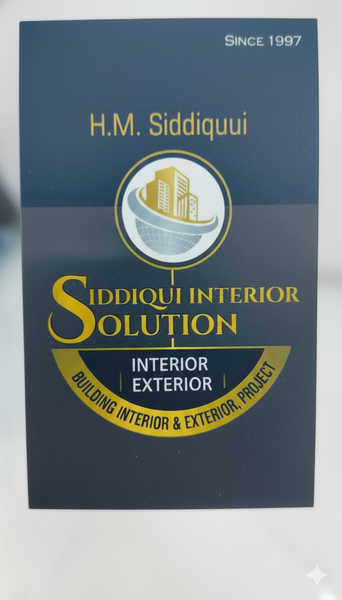 SINCE 1997
H.M. Siddiquui
SIDDIQUI INTERIOR
SOLUTION
INTERIOR
EXTERIOR
BUILDING INTERIOR & EXTERIOR, PROJECT